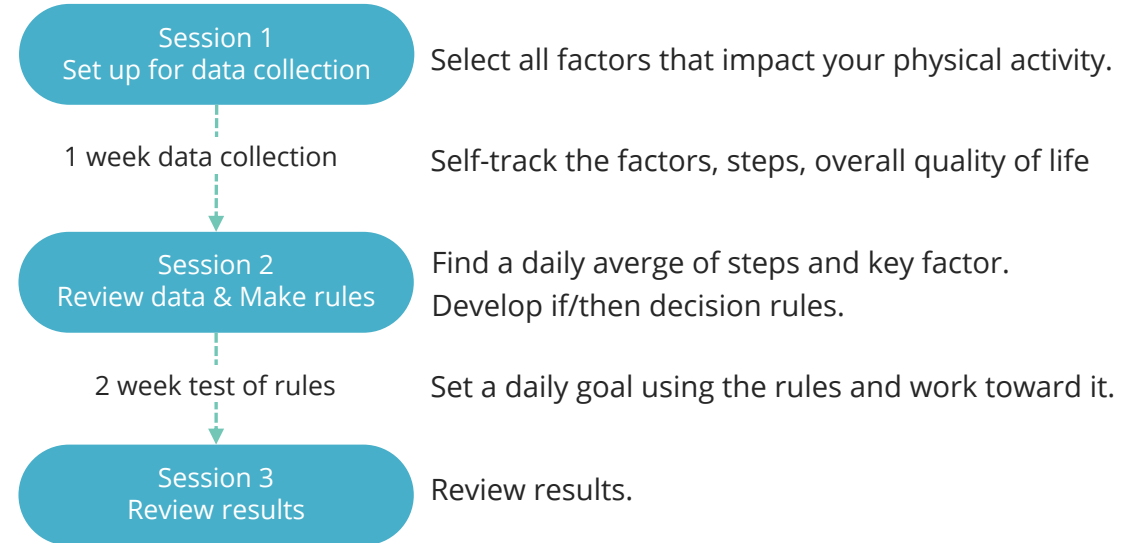 Session 1
Set up for data collection
Select all factors that impact your physical activity.
1 week data collection
Self-track the factors, steps, overall quality of life
Session 2
Review data & Make rules
Find a daily averge of steps and key factor.
Develop if/then decision rules.
2 week test of rules
Set a daily goal using the rules and work toward it.
Session 3
Review results
Review results.